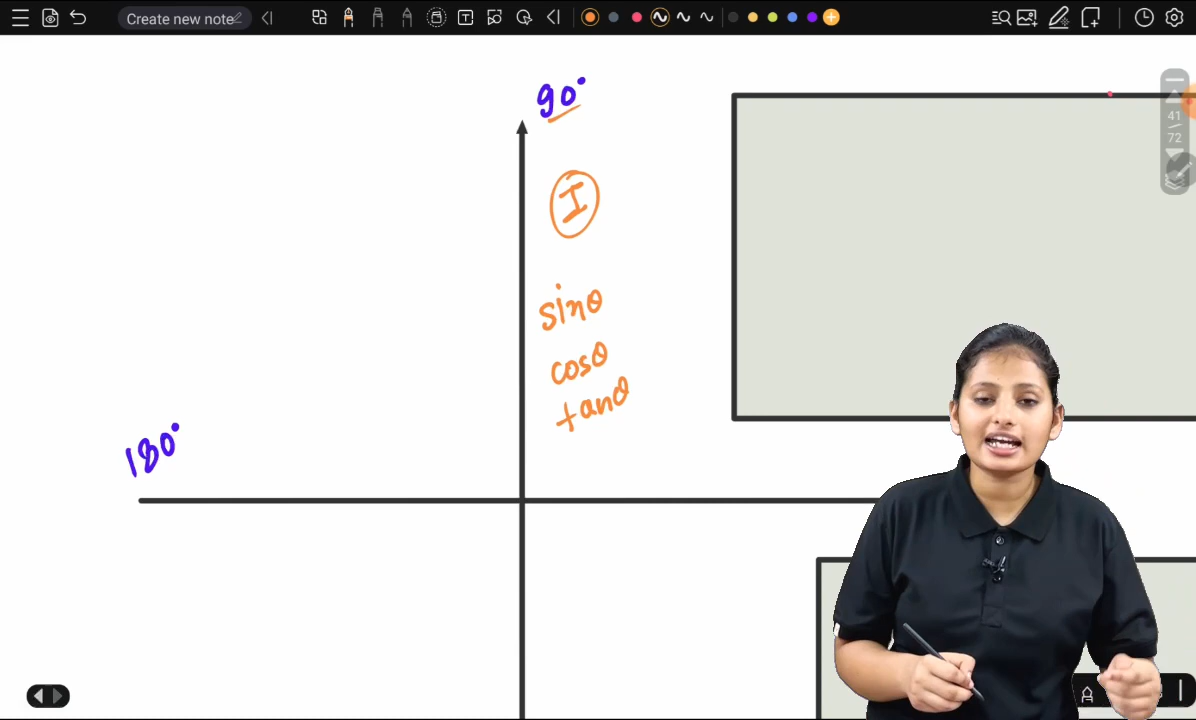 Create new note
90°
I
sinθ
cosθ
tanθ
180°
41
/
72